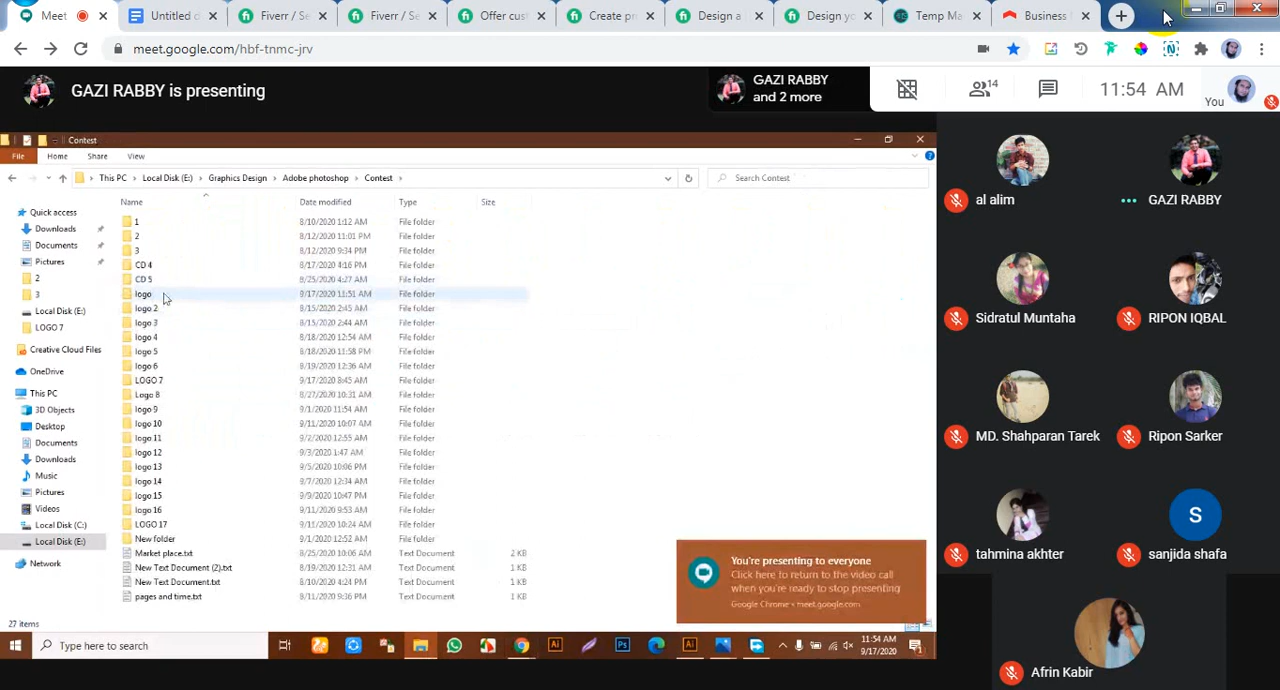 Meet
Untitled d
Fiverr / Se
Fiverr / Se
Offer cust
Create pr
Design a
Design yo
Temp Ma
Business
meet.google.com/hbf-tnmc-jrv
GAZI RABBY is presenting
GAZI RABBY
and 2 more
14
11:54 AM
You
Contest
File Home Share View
This PC > Local Disk (E:) > Graphics Design > Adobe photoshop > Contest >
Search Contest
Name Date modified Type Size
Quick access
Downloads
Documents
Pictures
2
3
Local Disk (E:)
LOGO 7
Creative Cloud Files
OneDrive
This PC
3D Objects
Desktop
Documents
Downloads
Music
Pictures
Videos
Local Disk (C:)
Local Disk (E:)
Network
1 8/10/2020 1:12 AM File folder
2 8/12/2020 11:01 PM File folder
3 8/12/2020 9:34 PM File folder
CD 4 8/17/2020 4:16 PM File folder
CD 5 8/25/2020 4:27 AM File folder
logo 9/17/2020 11:51 AM File folder
logo 2 8/15/2020 2:45 AM File folder
logo 3 8/15/2020 2:44 AM File folder
logo 4 8/18/2020 12:54 AM File folder
logo 5 8/18/2020 11:58 PM File folder
logo 6 8/19/2020 12:36 AM File folder
LOGO 7 9/17/2020 8:45 AM File folder
Logo 8 8/27/2020 10:31 AM File folder
logo 9 9/1/2020 11:54 AM File folder
logo 10 9/11/2020 10:07 AM File folder
logo 11 9/2/2020 12:55 AM File folder
logo 12 9/3/2020 1:47 AM File folder
logo 13 9/5/2020 10:06 PM File folder
logo 14 9/7/2020 12:34 AM File folder
logo 15 9/9/2020 10:47 PM File folder
logo 16 9/11/2020 9:53 AM File folder
LOGO 17 9/15/2020 10:24 AM File folder
New folder 9/1/2020 12:52 AM File folder
Market place.txt 8/25/2020 10:06 AM Text Document 2 KB
New Text Document (2).txt 8/19/2020 12:31 AM Text Document 1 KB
New Text Document.txt 8/10/2020 4:24 PM Text Document 1 KB
pages and time.txt 8/11/2020 9:36 PM Text Document 1 KB
27 items
You're presenting to everyone
Click here to return to the video call
when you're ready to stop presenting
Google Chrome • meet.google.com
Type here to search
Ai
Ps
Ai
11:54 AM
9/17/2020
al alim
GAZI RABBY
Sidratul Muntaha
RIPON IQBAL
MD. Shahparan Tarek
Ripon Sarker
S
tahmina akhter
sanjida shafa
Afrin Kabir